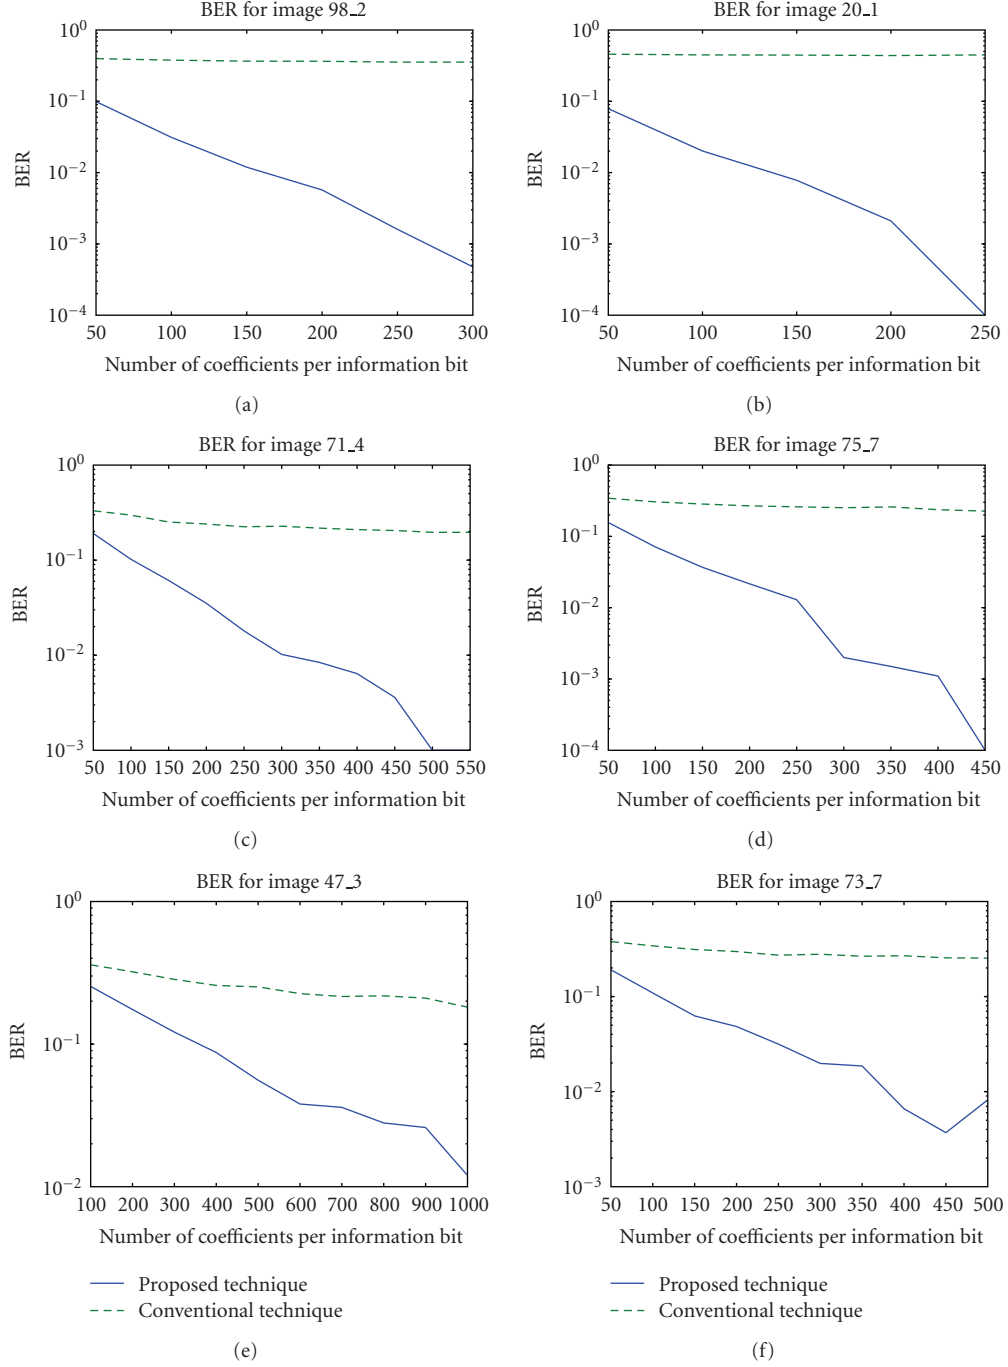 BER for image 98_2
10^0
10^−1
10^−2
10^−3
10^−4
BER
50 100 150 200 250 300
Number of coefficients per information bit
(a)
BER for image 20_1
10^0
10^−1
10^−2
10^−3
10^−4
BER
50 100 150 200 250
Number of coefficients per information bit
(b)
BER for image 71_4
10^0
10^−1
10^−2
10^−3
BER
50 100 150 200 250 300 350 400 450 500 550
Number of coefficients per information bit
(c)
BER for image 75_7
10^0
10^−1
10^−2
10^−3
10^−4
BER
50 100 150 200 250 300 350 400 450
Number of coefficients per information bit
(d)
BER for image 47_3
10^0
10^−1
10^−2
BER
100 200 300 400 500 600 700 800 900 1000
Number of coefficients per information bit
Proposed technique
Conventional technique
(e)
BER for image 73_7
10^0
10^−1
10^−2
10^−3
BER
50 100 150 200 250 300 350 400 450 500
Number of coefficients per information bit
Proposed technique
Conventional technique
(f)